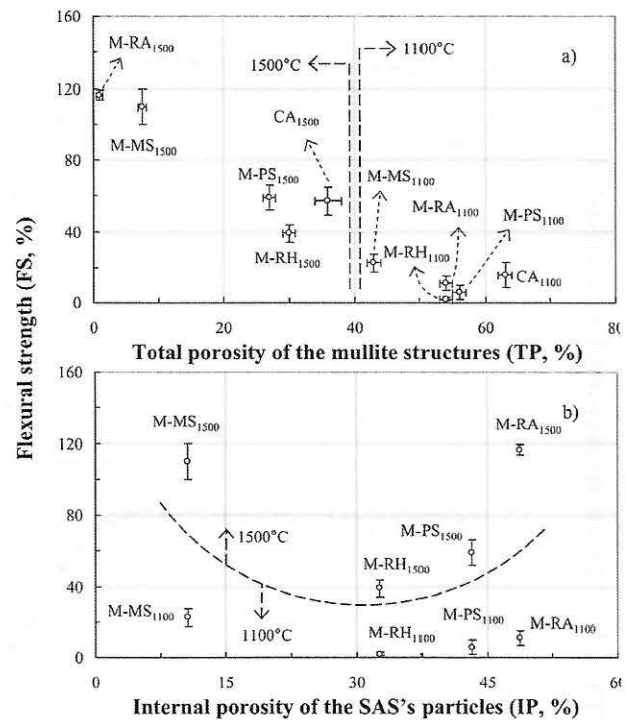 Flexural strength (FS, %)
160
120
80
40
0
a)
M-RA1500
1500°C
1100°C
M-MS1500
CA1500
M-PS1500
M-MS1100
M-RA1100
M-PS1100
M-RH1500
M-RH1100
CA1100
0 20 40 60 80
Total porosity of the mullite structures (TP, %)
160
120
80
40
0
b)
M-MS1500
M-RA1500
1500°C
M-PS1500
M-RH1500
M-MS1100
1100°C
M-PS1100
M-RH1100
M-RA1100
0 15 30 45 60
Internal porosity of the SAS's particles (IP, %)